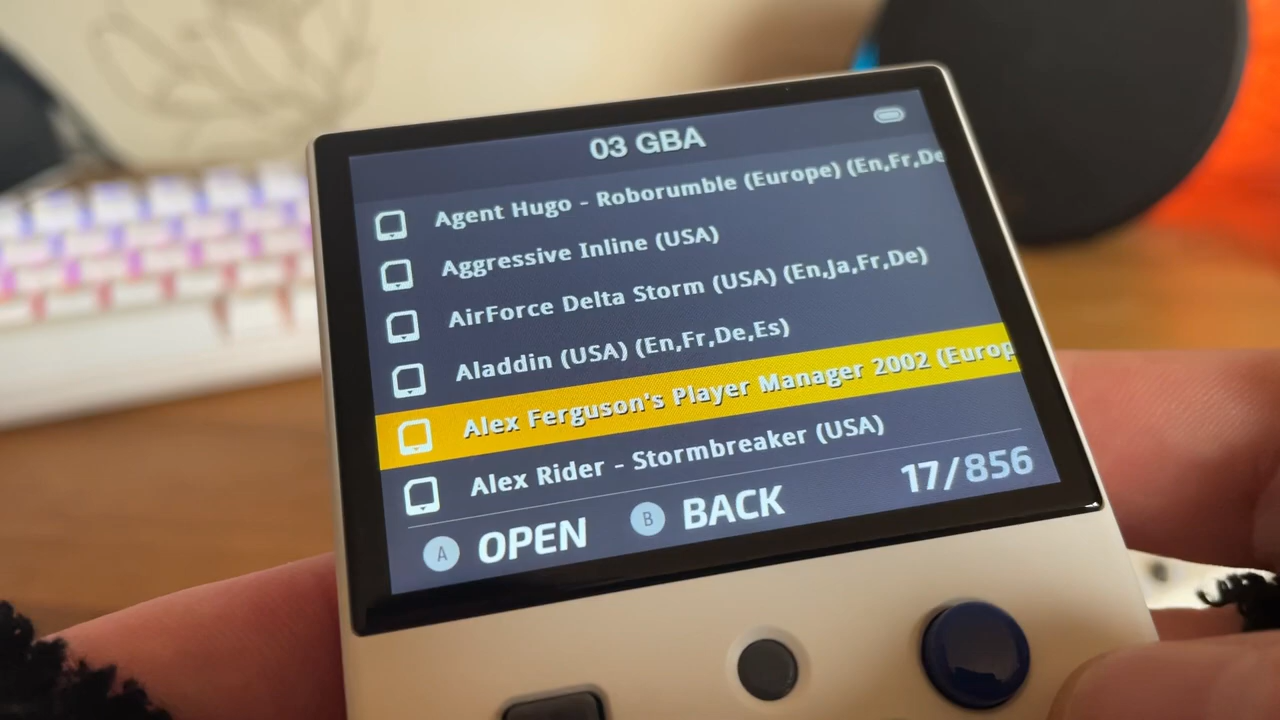 03 GBA
Agent Hugo - Roborumble (Europe) (En,Fr,De
Aggressive Inline (USA)
AirForce Delta Storm (USA) (En,Ja,Fr,De)
Aladdin (USA) (En,Fr,De,Es)
Alex Ferguson's Player Manager 2002 (Europ
Alex Rider - Stormbreaker (USA)
A OPEN B BACK 17/856